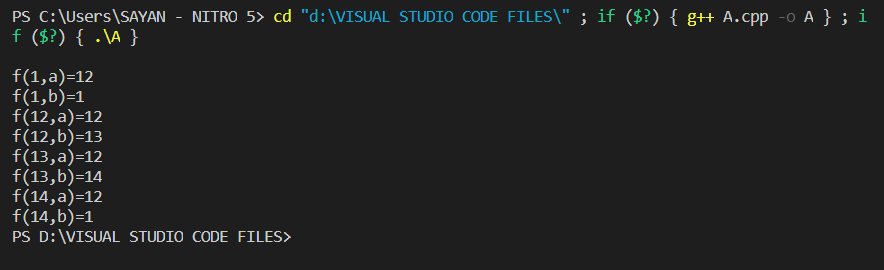 PS C:\Users\SAYAN - NITRO 5> cd "d:\VISUAL STUDIO CODE FILES\" ; if ($?) { g++ A.cpp -o A } ; i
f ($?) { .\A }
f(1,a)=12
f(1,b)=1
f(12,a)=12
f(12,b)=13
f(13,a)=12
f(13,b)=14
f(14,a)=12
f(14,b)=1
PS D:\VISUAL STUDIO CODE FILES>